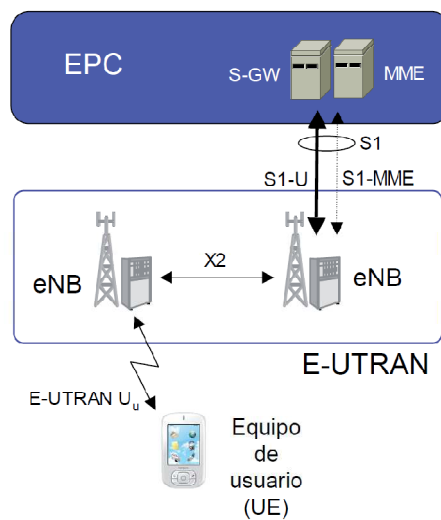 EPC
S-GW
MME
S1
S1-U
S1-MME
eNB
X2
eNB
E-UTRAN
E-UTRAN Uu
Equipo
de
usuario
(UE)